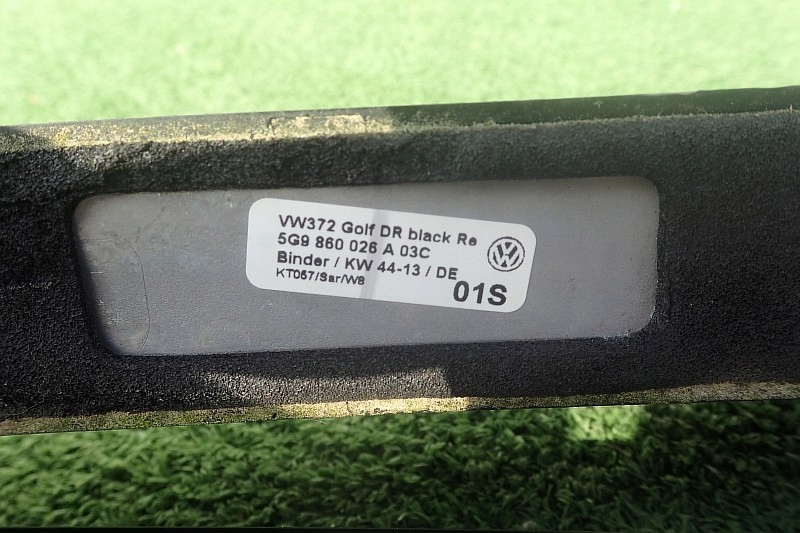 VW372 Golf DR black Re
5G9 860 026 A 03C
Binder / KW 44-13 / DE
KT057/Sar/W8
01S